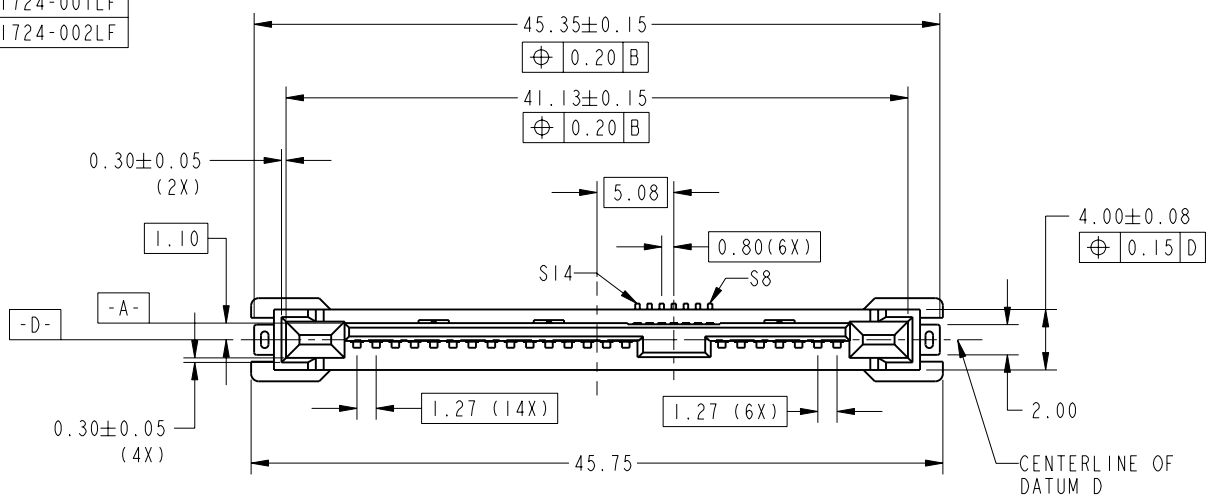 1724-001LF
1724-002LF
45.35±0.15
⌖ 0.20 B
41.13±0.15
⌖ 0.20 B
0.30±0.05
(2X)
5.08
4.00±0.08
⌖ 0.15 D
1.10
0.80(6X)
S14
S8
-A-
-D-
1.27 (14X)
1.27 (6X)
2.00
0.30±0.05
(4X)
45.75
CENTERLINE OF
DATUM D